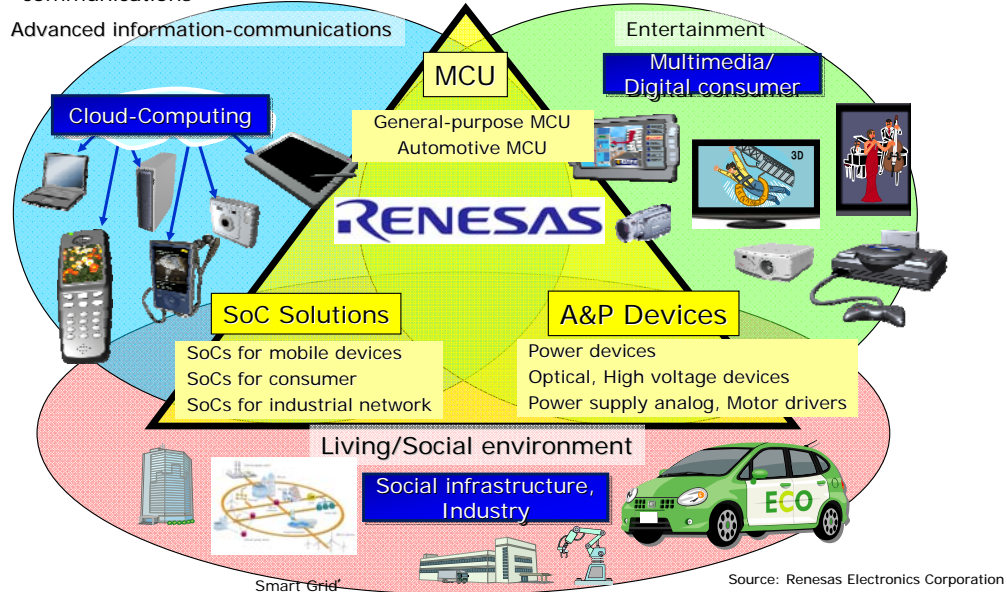 communications
Advanced information-communications
Entertainment
MCU
Multimedia/
Digital consumer
Cloud-Computing
General-purpose MCU
Automotive MCU
3D
RENESAS
SoC Solutions
A&P Devices
SoCs for mobile devices
SoCs for consumer
SoCs for industrial network
Power devices
Optical, High voltage devices
Power supply analog, Motor drivers
Living/Social environment
Social infrastructure,
Industry
ECO
Smart Grid
Source: Renesas Electronics Corporation